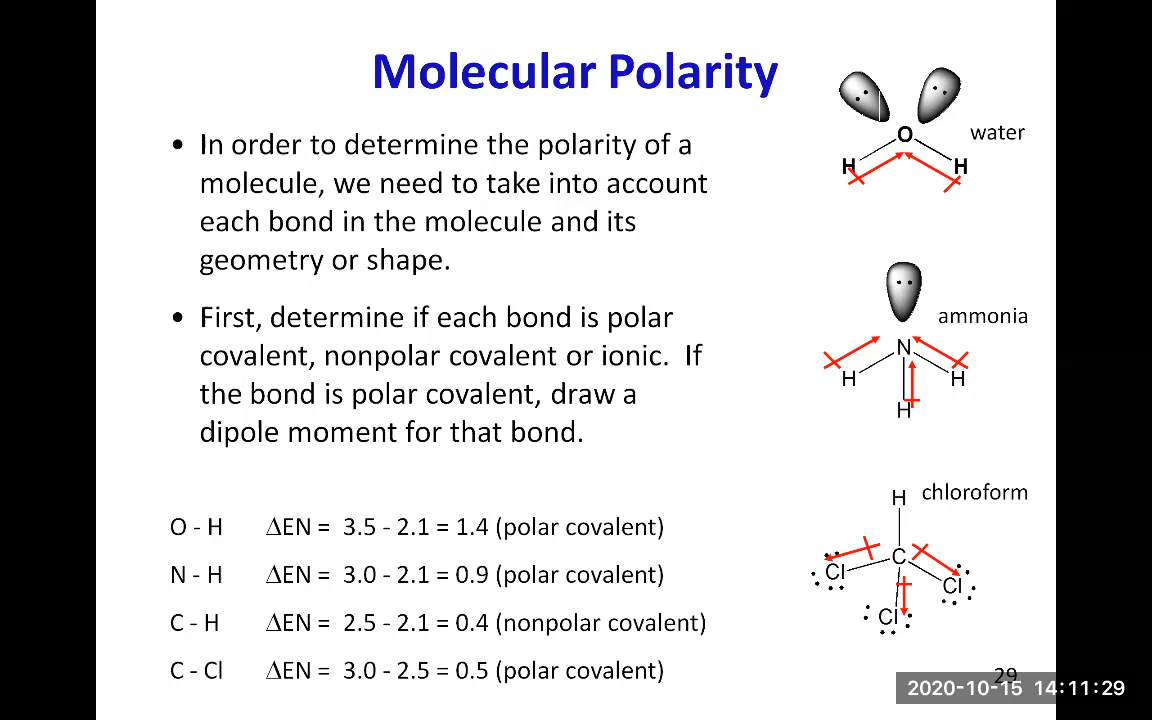 Molecular Polarity
• In order to determine the polarity of a
molecule, we need to take into account
each bond in the molecule and its
geometry or shape.
• First, determine if each bond is polar
covalent, nonpolar covalent or ionic.  If
the bond is polar covalent, draw a
dipole moment for that bond.
O - H ΔEN = 3.5 - 2.1 = 1.4 (polar covalent)
N - H ΔEN = 3.0 - 2.1 = 0.9 (polar covalent)
C - H ΔEN = 2.5 - 2.1 = 0.4 (nonpolar covalent)
C - Cl ΔEN = 3.0 - 2.5 = 0.5 (polar covalent)
O
water
H H
ammonia
N
H H
H
H
chloroform
C
Cl
Cl
Cl
29
2020-10-15 14:11:29